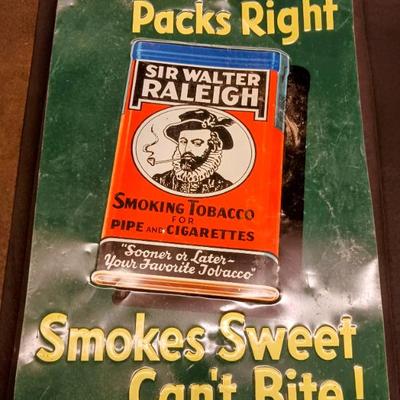 Packs Right
SIR WALTER
RALEIGH
SMOKING TOBACCO
FOR
PIPE AND CIGARETTES
"Sooner or Later-
Your Favorite Tobacco"
Smokes Sweet
Can't Bite!